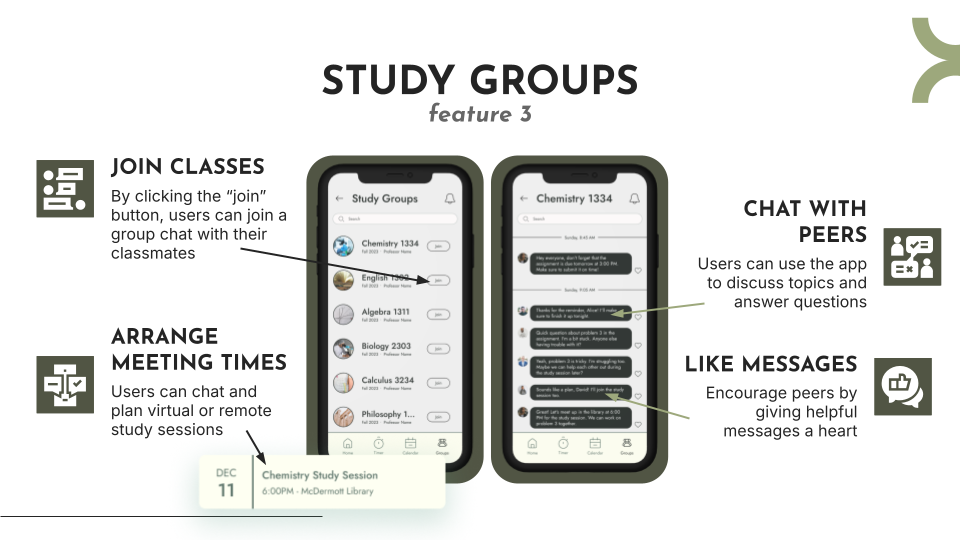 STUDY GROUPS
feature 3
JOIN CLASSES
By clicking the “join”
button, users can join a
group chat with their
classmates
ARRANGE
MEETING TIMES
Users can chat and
plan virtual or remote
study sessions
Study Groups
Search
Chemistry 1334
Fall 2023 · Professor Name
Join
English 1302
Fall 2023 · Professor Name
Join
Algebra 1311
Fall 2023 · Professor Name
Join
Biology 2303
Fall 2023 · Professor Name
Join
Calculus 3234
Fall 2023 · Professor Name
Join
Philosophy 1...
Fall 2023 · Professor Name
Join
Home
Timer
Calendar
Groups
DEC
11
Chemistry Study Session
6:00PM - McDermott Library
Chemistry 1334
Search
Sunday, 8:43 AM
Hey everyone, don't forget that the
assignment is due tomorrow at 3:00 PM.
Make sure to submit it on time!
Sunday, 9:05 AM
Thanks for the reminder, Alice! I'll make
sure to finish it up tonight.
Quick question about problem 3 in the
assignment. I'm a bit stuck. Anyone else
having trouble with it?
Yeah, problem 3 is tricky. I'm struggling too.
Maybe we can help each other out during
the study session later?
Sounds like a plan, David! I'll join the study
session too.
Great! Let's meet up in the library at 6:00
PM for the study session. We can work on
problem 3 together.
Home
Timer
Calendar
Groups
CHAT WITH
PEERS
Users can use the app
to discuss topics and
answer questions
LIKE MESSAGES
Encourage peers by
giving helpful
messages a heart